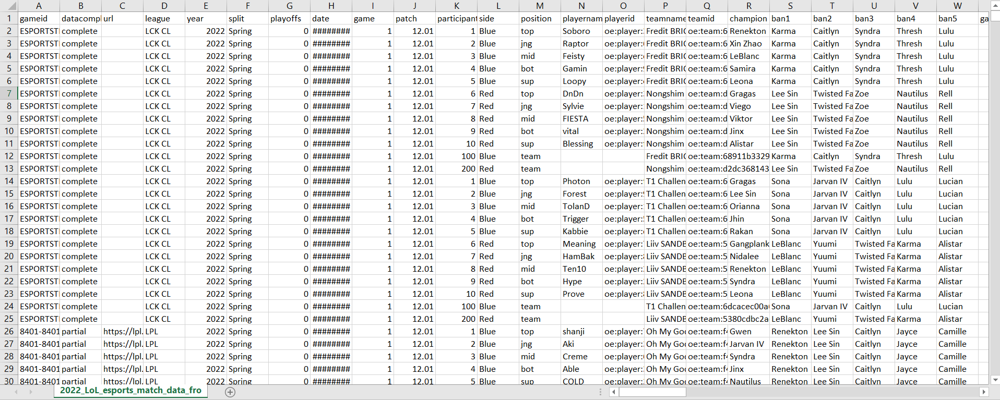 A B C D E F G H I J K L M N O P Q R S T U V W
1 gameid datacompl url league year split playoffs date game patch participant side position playernam playerid teamname teamid champion ban1 ban2 ban3 ban4 ban5 ga
2 ESPORTST complete LCK CL 2022 Spring 0 ######## 1 12.01 1 Blue top Soboro oe:player: Fredit BRIO oe:team:6 Renekton Karma Caitlyn Syndra Thresh Lulu
3 ESPORTST complete LCK CL 2022 Spring 0 ######## 1 12.01 2 Blue jng Raptor oe:player: Fredit BRIO oe:team:6 Xin Zhao Karma Caitlyn Syndra Thresh Lulu
4 ESPORTST complete LCK CL 2022 Spring 0 ######## 1 12.01 3 Blue mid Feisty oe:player: Fredit BRIO oe:team:6 LeBlanc Karma Caitlyn Syndra Thresh Lulu
5 ESPORTST complete LCK CL 2022 Spring 0 ######## 1 12.01 4 Blue bot Gamin oe:player: Fredit BRIO oe:team:6 Samira Karma Caitlyn Syndra Thresh Lulu
6 ESPORTST complete LCK CL 2022 Spring 0 ######## 1 12.01 5 Blue sup Loopy oe:player: Fredit BRIO oe:team:6 Leona Karma Caitlyn Syndra Thresh Lulu
7 ESPORTST complete LCK CL 2022 Spring 0 ######## 1 12.01 6 Red top DnDn oe:player: Nongshim oe:team:d Gragas Lee Sin Twisted Fa Zoe Nautilus Rell
8 ESPORTST complete LCK CL 2022 Spring 0 ######## 1 12.01 7 Red jng Sylvie oe:player: Nongshim oe:team:d Viego Lee Sin Twisted Fa Zoe Nautilus Rell
9 ESPORTST complete LCK CL 2022 Spring 0 ######## 1 12.01 8 Red mid FIESTA oe:player: Nongshim oe:team:d Viktor Lee Sin Twisted Fa Zoe Nautilus Rell
10 ESPORTST complete LCK CL 2022 Spring 0 ######## 1 12.01 9 Red bot vital oe:player: Nongshim oe:team:d Jinx Lee Sin Twisted Fa Zoe Nautilus Rell
11 ESPORTST complete LCK CL 2022 Spring 0 ######## 1 12.01 10 Red sup Blessing oe:player: Nongshim oe:team:d Alistar Lee Sin Twisted Fa Zoe Nautilus Rell
12 ESPORTST complete LCK CL 2022 Spring 0 ######## 1 12.01 100 Blue team Fredit BRIO oe:team:68911b3329 Karma Caitlyn Syndra Thresh Lulu
13 ESPORTST complete LCK CL 2022 Spring 0 ######## 1 12.01 200 Red team Nongshim oe:team:d2dc368143 Lee Sin Twisted Fa Zoe Nautilus Rell
14 ESPORTST complete LCK CL 2022 Spring 0 ######## 1 12.01 1 Blue top Photon oe:player: T1 Challen oe:team:6 Gragas Sona Jarvan IV Caitlyn Lulu Lucian
15 ESPORTST complete LCK CL 2022 Spring 0 ######## 1 12.01 2 Blue jng Forest oe:player: T1 Challen oe:team:6 Lee Sin Sona Jarvan IV Caitlyn Lulu Lucian
16 ESPORTST complete LCK CL 2022 Spring 0 ######## 1 12.01 3 Blue mid TolanD oe:player: T1 Challen oe:team:6 Orianna Sona Jarvan IV Caitlyn Lulu Lucian
17 ESPORTST complete LCK CL 2022 Spring 0 ######## 1 12.01 4 Blue bot Trigger oe:player: T1 Challen oe:team:6 Jhin Sona Jarvan IV Caitlyn Lulu Lucian
18 ESPORTST complete LCK CL 2022 Spring 0 ######## 1 12.01 5 Blue sup Kabbie oe:player: T1 Challen oe:team:6 Rakan Sona Jarvan IV Caitlyn Lulu Lucian
19 ESPORTST complete LCK CL 2022 Spring 0 ######## 1 12.01 6 Red top Meaning oe:player: Liiv SANDB oe:team:5 Gangplank LeBlanc Yuumi Twisted Fa Karma Alistar
20 ESPORTST complete LCK CL 2022 Spring 0 ######## 1 12.01 7 Red jng HamBak oe:player: Liiv SANDB oe:team:5 Nidalee LeBlanc Yuumi Twisted Fa Karma Alistar
21 ESPORTST complete LCK CL 2022 Spring 0 ######## 1 12.01 8 Red mid Ten10 oe:player: Liiv SANDB oe:team:5 Renekton LeBlanc Yuumi Twisted Fa Karma Alistar
22 ESPORTST complete LCK CL 2022 Spring 0 ######## 1 12.01 9 Red bot Hype oe:player: Liiv SANDB oe:team:5 Syndra LeBlanc Yuumi Twisted Fa Karma Alistar
23 ESPORTST complete LCK CL 2022 Spring 0 ######## 1 12.01 10 Red sup Prove oe:player: Liiv SANDB oe:team:5 Leona LeBlanc Yuumi Twisted Fa Karma Alistar
24 ESPORTST complete LCK CL 2022 Spring 0 ######## 1 12.01 100 Blue team T1 Challen oe:team:6dcacec00a Sona Jarvan IV Caitlyn Lulu Lucian
25 ESPORTST complete LCK CL 2022 Spring 0 ######## 1 12.01 200 Red team Liiv SANDB oe:team:5380cdbc2a LeBlanc Yuumi Twisted Fa Karma Alistar
26 8401-8401 partial https://lpl. LPL 2022 Spring 0 ######## 1 12.01 1 Blue top shanji oe:player: Oh My God oe:team:f4 Gwen Renekton Lee Sin Caitlyn Jayce Camille
27 8401-8401 partial https://lpl. LPL 2022 Spring 0 ######## 1 12.01 2 Blue jng Aki oe:player: Oh My God oe:team:f4 Jarvan IV Renekton Lee Sin Caitlyn Jayce Camille
28 8401-8401 partial https://lpl. LPL 2022 Spring 0 ######## 1 12.01 3 Blue mid Creme oe:player: Oh My God oe:team:f4 Syndra Renekton Lee Sin Caitlyn Jayce Camille
29 8401-8401 partial https://lpl. LPL 2022 Spring 0 ######## 1 12.01 4 Blue bot Able oe:player: Oh My God oe:team:f4 Jinx Renekton Lee Sin Caitlyn Jayce Camille
30 8401-8401 partial https://lpl. LPL 2022 Spring 0 ######## 1 12.01 5 Blue sup COLD oe:player: Oh My God oe:team:f4 Nautilus Renekton Lee Sin Caitlyn Jayce Camille
2022_LoL_esports_match_data_fro